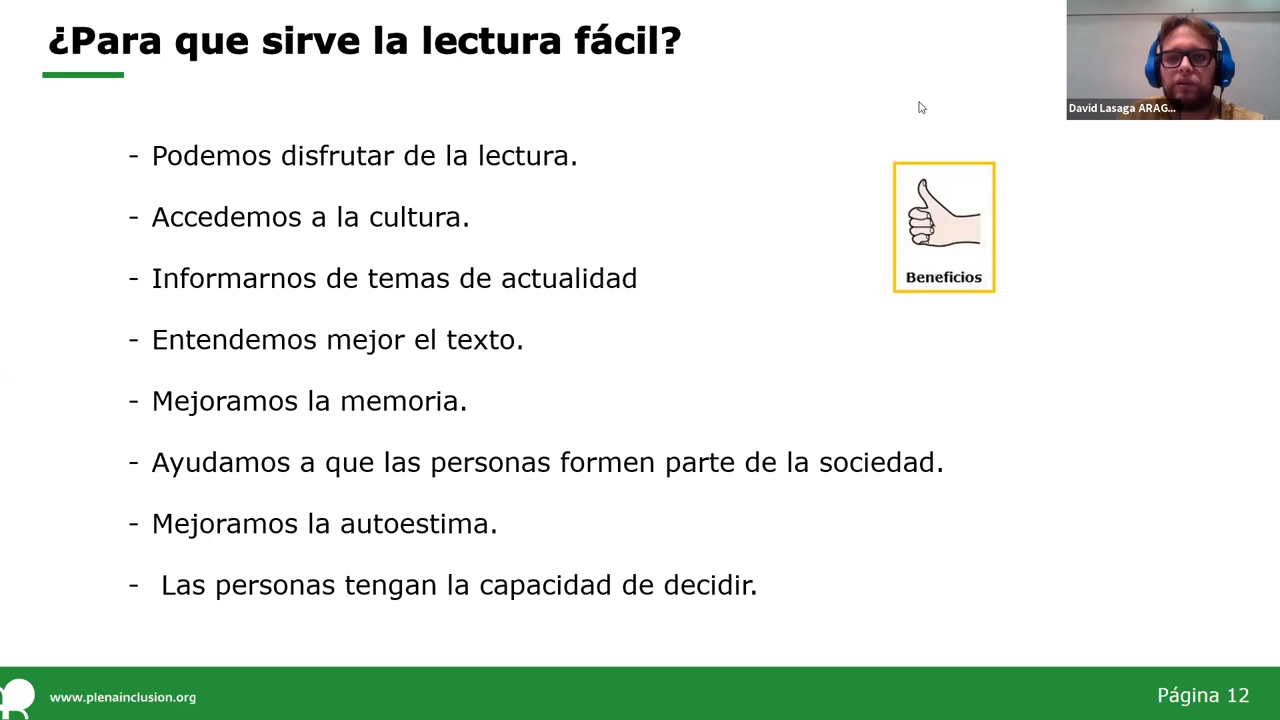 ¿Para que sirve la lectura fácil?
David Lasaga ARAG...
- Podemos disfrutar de la lectura.
- Accedemos a la cultura.
- Informarnos de temas de actualidad
- Entendemos mejor el texto.
- Mejoramos la memoria.
- Ayudamos a que las personas formen parte de la sociedad.
- Mejoramos la autoestima.
- Las personas tengan la capacidad de decidir.
Beneficios
www.plenainclusion.org
Página 12